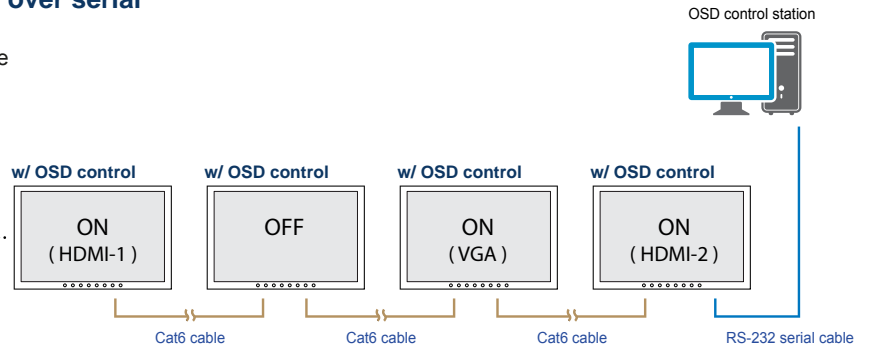 over serial
OSD control station
e
w/ OSD control w/ OSD control w/ OSD control w/ OSD control
ON OFF ON ON
( HDMI-1 ) ( VGA ) ( HDMI-2 )
..
Cat6 cable Cat6 cable Cat6 cable RS-232 serial cable